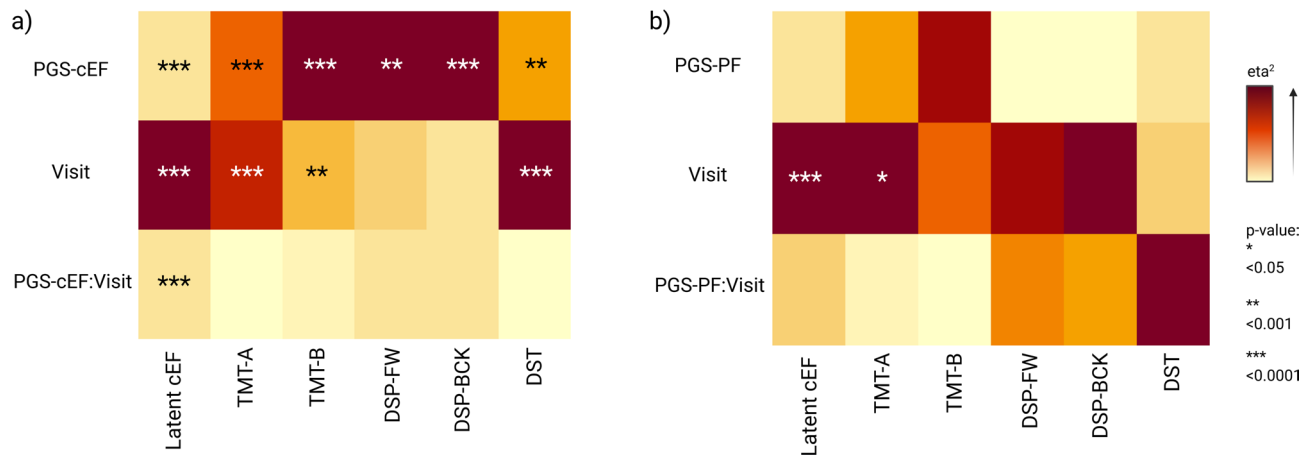 a)
PGS-cEF
*** *** *** ** *** **
Visit
*** *** ** ***
PGS-cEF:Visit
***
Latent cEF
TMT-A
TMT-B
DSP-FW
DSP-BCK
DST
b)
PGS-PF
Visit
*** *
PGS-PF:Visit
Latent cEF
TMT-A
TMT-B
DSP-FW
DSP-BCK
DST
eta²
p-value:
*
<0.05
**
<0.001
***
<0.0001